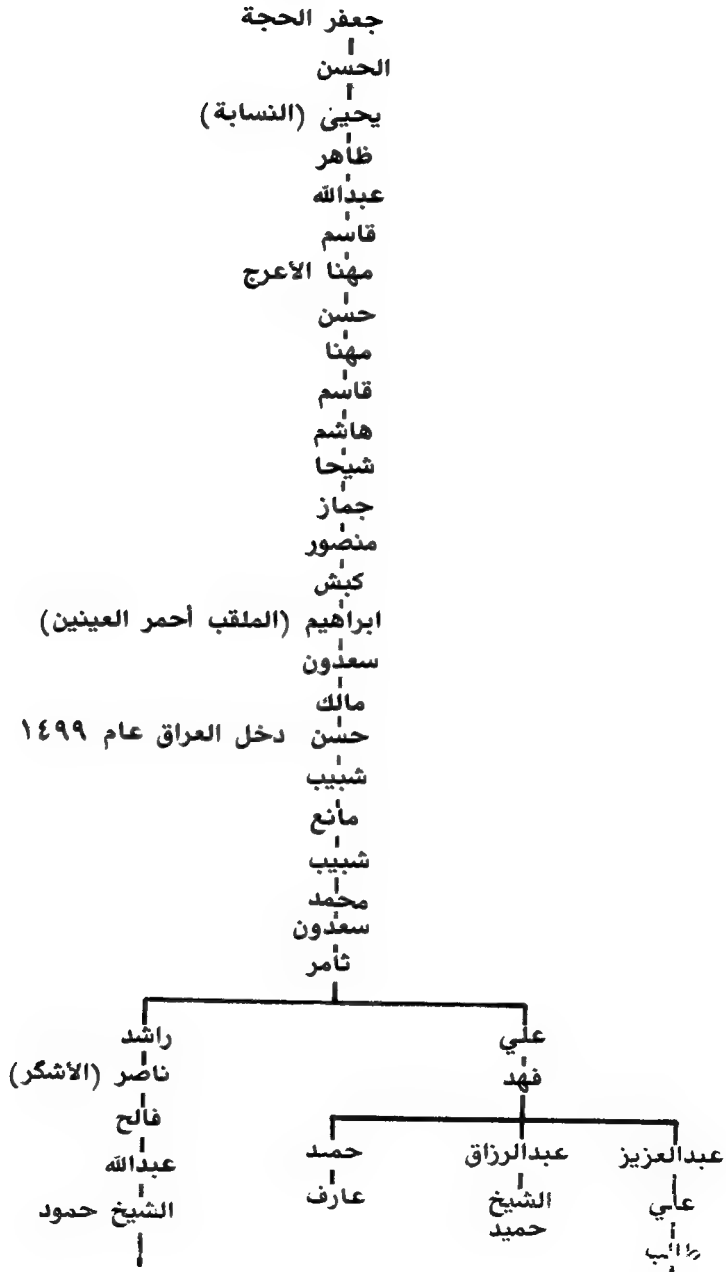 جعفر الحجة
الحسن
يحيىٰ (النسابة)
ظاهر
عبدالله
قاسم
مهنا الأعرج
حسن
مهنا
قاسم
هاشم
شيحا
جماز
منصور
كبش
ابراهيم (الملقب أحمر العينين)
سعدون
مالك
حسن دخل العراق عام ١٤٩٩
شبيب
مانع
شبيب
محمد
سعدون
ثامر
علي راشد
فهد ناصر (الأشگر)
فالح
عبدالعزيز عبدالرزاق حمد عبدالله
علي الشيخ عارف الشيخ حمود
حميد
طالب